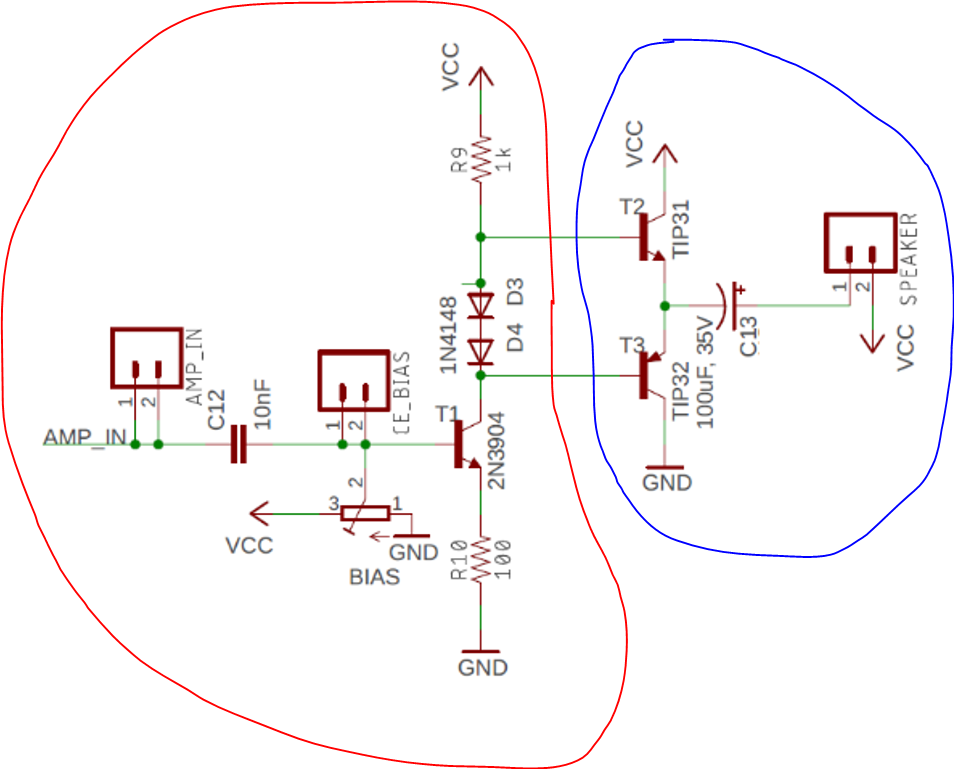 VCC
R9
1k
VCC
T2
TIP31
SPEAKER
1
2
VCC
1N4148
D3
D4
T3
TIP32
100uF, 35V
C13
GND
AMP_IN
1
2
AMP_IN
C12
10nF
CE_BIAS
1
2
T1
2N3904
2
3
1
VCC
GND
BIAS
R10
100
GND